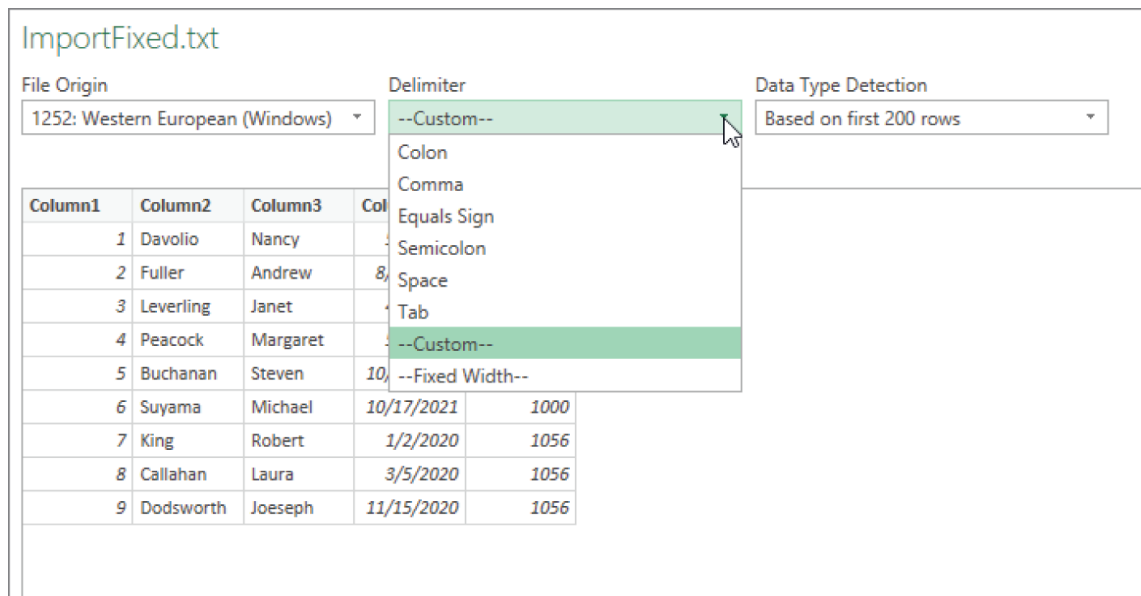 ImportFixed.txt
File Origin
Delimiter
Data Type Detection
1252: Western European (Windows)
--Custom--
Based on first 200 rows
Colon
Comma
Equals Sign
Semicolon
Space
Tab
--Custom--
--Fixed Width--
Column1 Column2 Column3 Col
1 Davolio Nancy
2 Fuller Andrew 8/
3 Leverling Janet
4 Peacock Margaret
5 Buchanan Steven 10/
6 Suyama Michael 10/17/2021 1000
7 King Robert 1/2/2020 1056
8 Callahan Laura 3/5/2020 1056
9 Dodsworth Joeseph 11/15/2020 1056